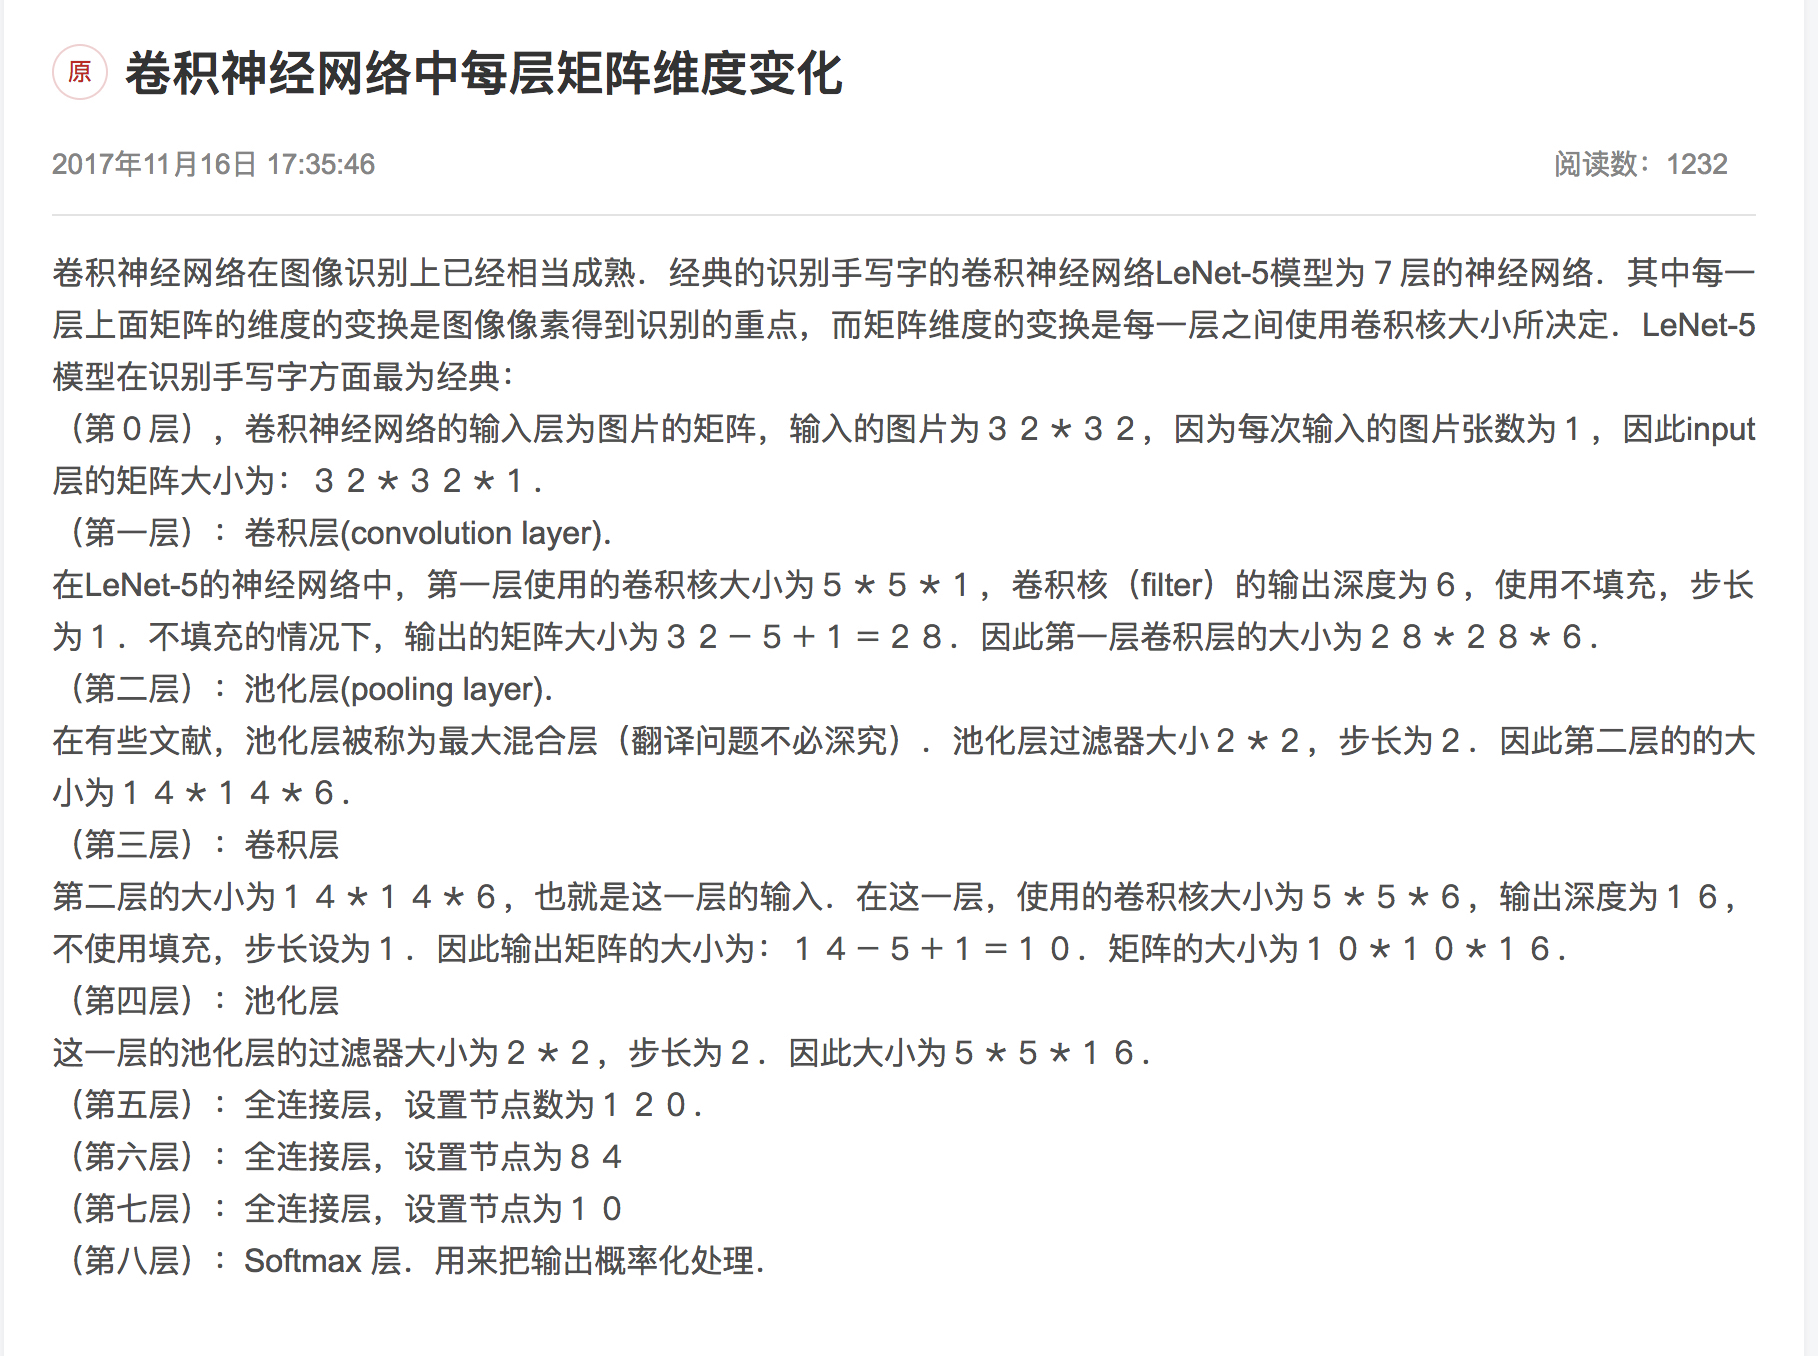 原 卷积神经网络中每层矩阵维度变化
2017年11月16日 17:35:46 阅读数：1232
卷积神经网络在图像识别上已经相当成熟．经典的识别手写字的卷积神经网络LeNet-5模型为７层的神经网络．其中每一
层上面矩阵的维度的变换是图像像素得到识别的重点，而矩阵维度的变换是每一层之间使用卷积核大小所决定．LeNet-5
模型在识别手写字方面最为经典：
（第０层），卷积神经网络的输入层为图片的矩阵，输入的图片为３２＊３２，因为每次输入的图片张数为１，因此input
层的矩阵大小为：３２＊３２＊１．
（第一层）：卷积层(convolution layer).
在LeNet-5的神经网络中，第一层使用的卷积核大小为５＊５＊１，卷积核（filter）的输出深度为６，使用不填充，步长
为１．不填充的情况下，输出的矩阵大小为３２－５＋１＝２８．因此第一层卷积层的大小为２８＊２８＊６．
（第二层）：池化层(pooling layer).
在有些文献，池化层被称为最大混合层（翻译问题不必深究）．池化层过滤器大小２＊２，步长为２．因此第二层的的大
小为１４＊１４＊６．
（第三层）：卷积层
第二层的大小为１４＊１４＊６，也就是这一层的输入．在这一层，使用的卷积核大小为５＊５＊６，输出深度为１６，
不使用填充，步长设为１．因此输出矩阵的大小为：１４－５＋１＝１０．矩阵的大小为１０＊１０＊１６．
（第四层）：池化层
这一层的池化层的过滤器大小为２＊２，步长为２．因此大小为５＊５＊１６．
（第五层）：全连接层，设置节点数为１２０．
（第六层）：全连接层，设置节点为８４
（第七层）：全连接层，设置节点为１０
（第八层）：Softmax 层．用来把输出概率化处理．